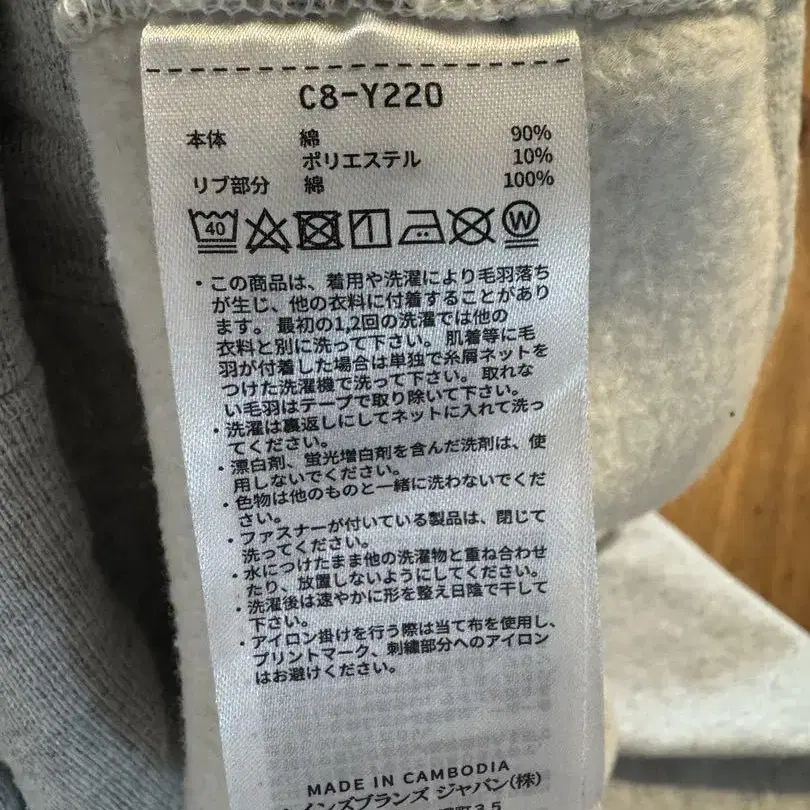 C8-Y220
本体 綿 90%
ポリエステル 10%
リブ部分 綿 100%
40
W
・この商品は、着用や洗濯により毛羽落ち
が生じ、他の衣料に付着することがあり
ます。最初の1,2回の洗濯では他の
衣料と別に洗って下さい。肌着等に毛
羽が付着した場合は単独で糸屑ネットを
つけた洗濯機で洗って下さい。取れな
い毛羽はテープで取り除いて下さい。
・洗濯は裏返しにしてネットに入れて洗っ
てください。
・漂白剤、蛍光増白剤を含んだ洗剤は、使
用しないでください。
・色物は他のものと一緒に洗わないでくだ
さい。
・ファスナーが付いている製品は、閉じて
洗ってください。
・水につけたまま他の洗濯物と重ね合わせ
たり、放置しないようにしてください。
・洗濯後は速やかに形を整え日陰で干して
下さい。
・アイロン掛けを行う際は当て布を使用し、
プリントマーク、刺繍部分へのアイロン
はお避けください。
MADE IN CAMBODIA
インズブランズ ジャパン(株)